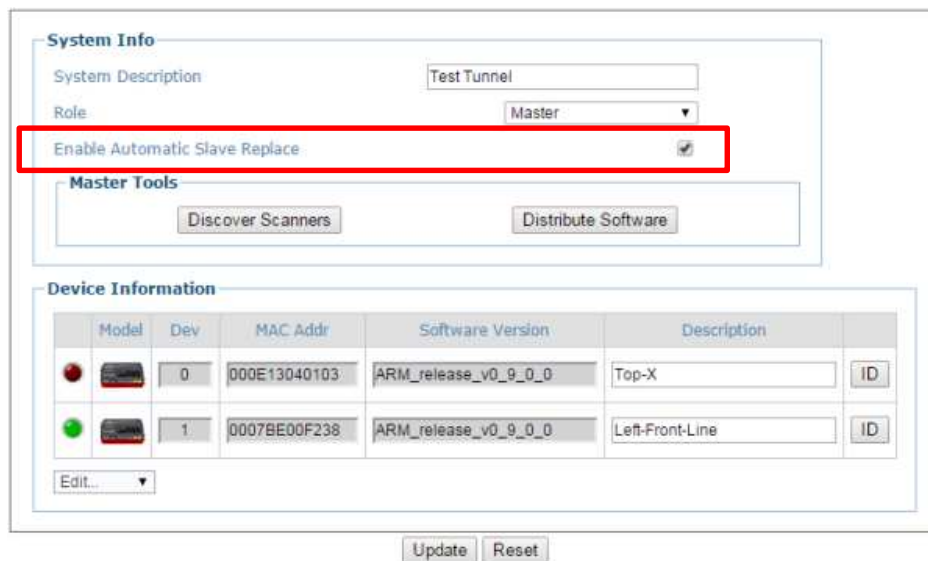 System Info
System Description Test Tunnel
Role Master
Enable Automatic Slave Replace
Master Tools
Discover Scanners Distribute Software
Device Information
Model Dev MAC Addr Software Version Description
0 000E13040103 ARM_release_v0_9_0_0 Top-X ID
1 0007BE00F238 ARM_release_v0_9_0_0 Left-Front-Line ID
Edit...
Update Reset